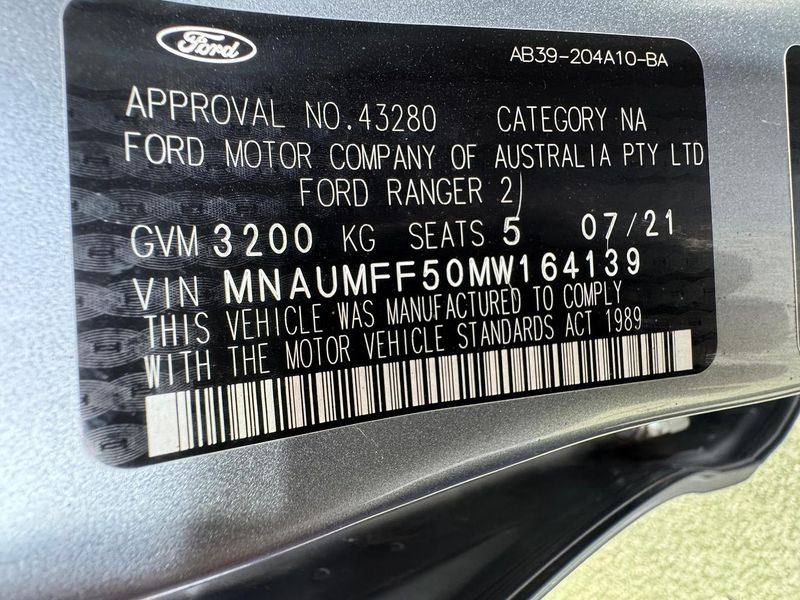 Ford
AB39-204A10-BA
APPROVAL NO.43280 CATEGORY NA
FORD MOTOR COMPANY OF AUSTRALIA PTY LTD
FORD RANGER 2)
GVM 3200 KG SEATS 5 07/21
VIN MNAUMFF50MW164139
THIS VEHICLE WAS MANUFACTURED TO COMPLY
WITH THE MOTOR VEHICLE STANDARDS ACT 1989